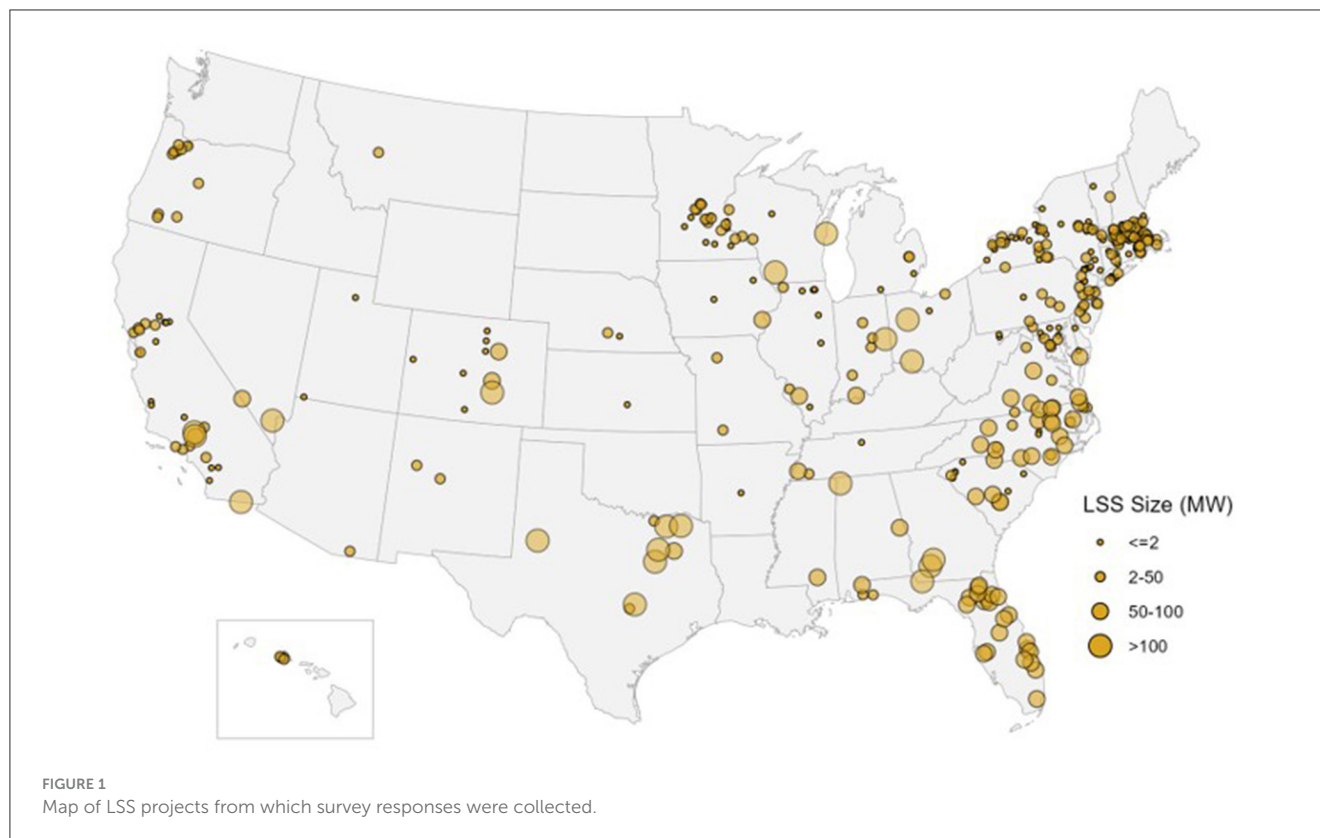 LSS Size (MW)
<=2
2-50
50-100
>100
FIGURE 1
Map of LSS projects from which survey responses were collected.